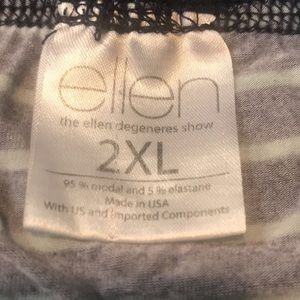 ellen
the ellen degeneres show
2XL
95 % modal and 5 % elastane
Made in USA
With US and Imported Components